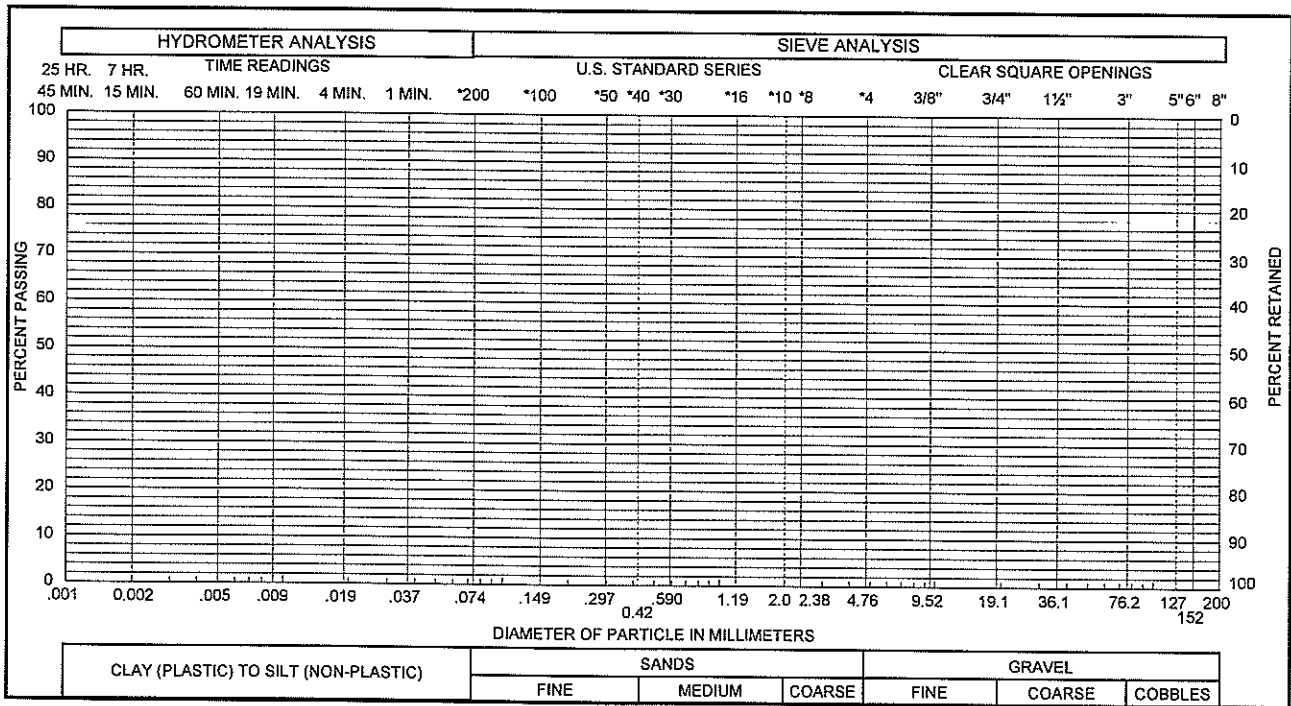 HYDROMETER ANALYSIS SIEVE ANALYSIS
25 HR. 7 HR. TIME READINGS U.S. STANDARD SERIES CLEAR SQUARE OPENINGS
45 MIN. 15 MIN. 60 MIN. 19 MIN. 4 MIN. 1 MIN. *200 *100 *50 *40 *30 *16 *10 *8 *4 3/8" 3/4" 1½" 3" 5" 6" 8"
100 0
90 10
80 20
70 30
60 40
50 50
40 60
30 70
20 80
10 90
0 100
PERCENT PASSING
PERCENT RETAINED
.001 0.002 .005 .009 .019 .037 .074 .149 .297 .590 1.19 2.0 2.38 4.76 9.52 19.1 36.1 76.2 127 200
0.42 152
DIAMETER OF PARTICLE IN MILLIMETERS
CLAY (PLASTIC) TO SILT (NON-PLASTIC) SANDS GRAVEL
FINE MEDIUM COARSE FINE COARSE COBBLES